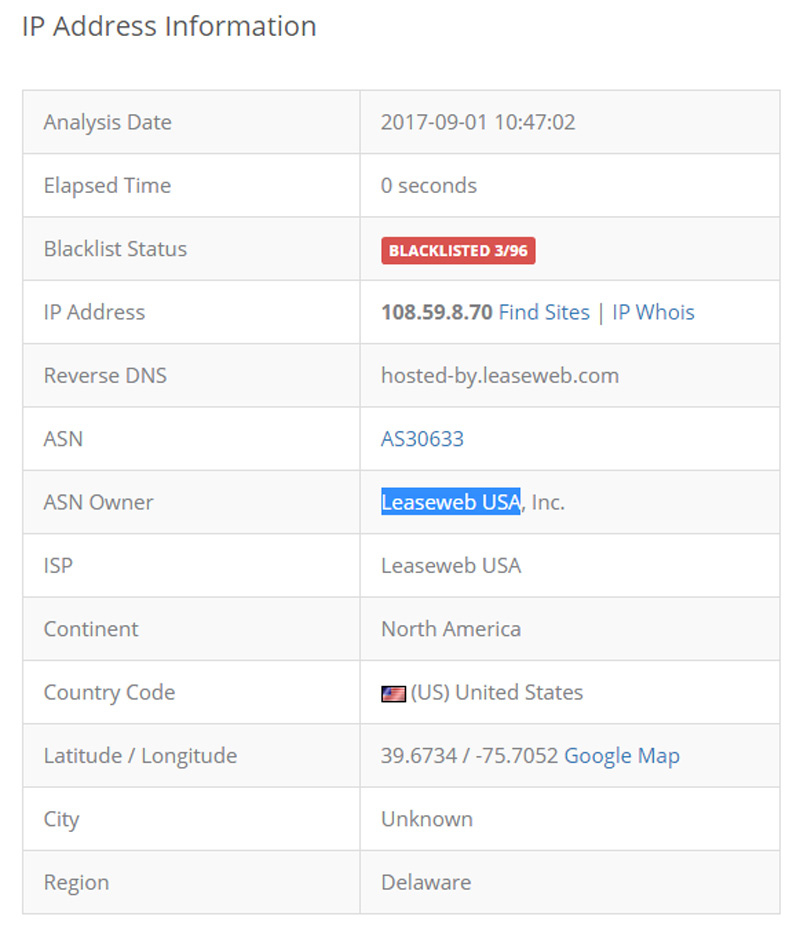 IP Address Information
Analysis Date 2017-09-01 10:47:02
Elapsed Time 0 seconds
Blacklist Status BLACKLISTED 3/96
IP Address 108.59.8.70 Find Sites | IP Whois
Reverse DNS hosted-by.leaseweb.com
ASN AS30633
ASN Owner Leaseweb USA, Inc.
ISP Leaseweb USA
Continent North America
Country Code (US) United States
Latitude / Longitude 39.6734 / -75.7052 Google Map
City Unknown
Region Delaware